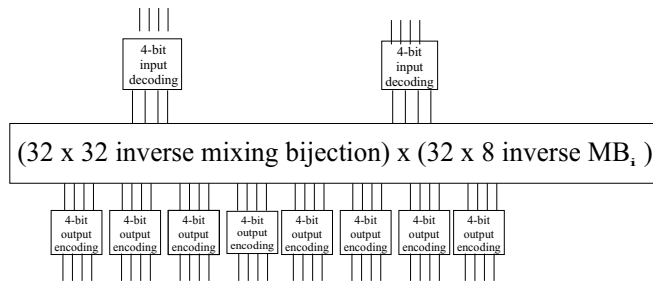 4-bit
input
decoding
4-bit
input
decoding
(32 x 32 inverse mixing bijection) x (32 x 8 inverse MBᵢ )
4-bit
output
encoding
4-bit
output
encoding
4-bit
output
encoding
4-bit
output
encoding
4-bit
output
encoding
4-bit
output
encoding
4-bit
output
encoding
4-bit
output
encoding